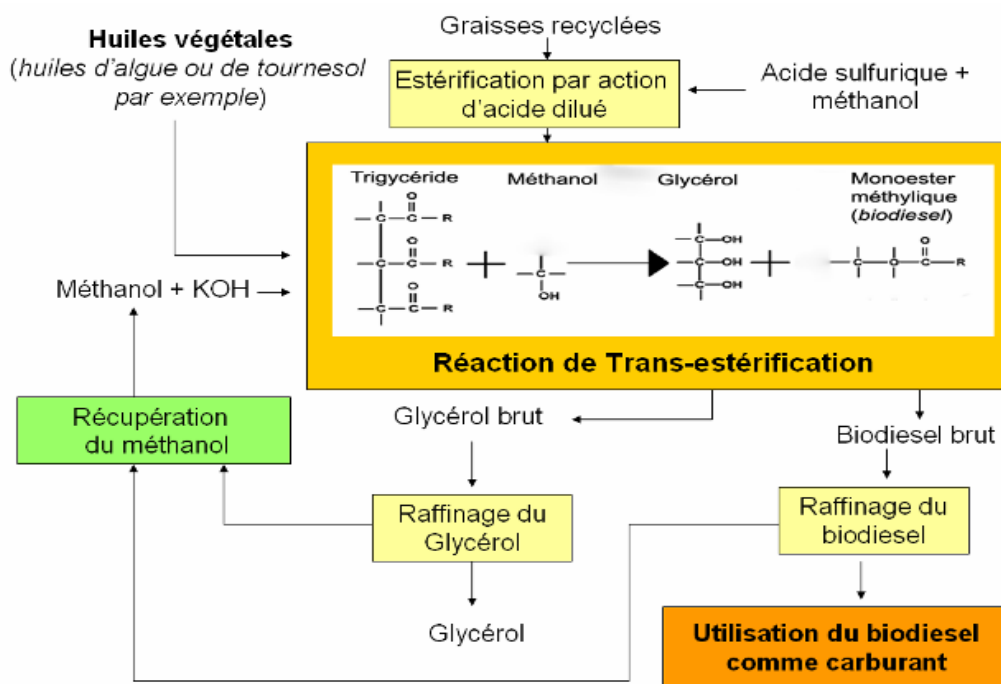 Graisses recyclées
Huiles végétales
(huiles d'algue ou de tournesol
par exemple)
Estérification par action
d'acide dilué
Acide sulfurique +
méthanol
Trigycéride
Méthanol
Glycérol
Monoester
méthylique
(biodiesel)
O
C C R
O
C C R
O
C C R
C
OH
C OH
C OH
C OH
O
C C C R
Méthanol + KOH
Réaction de Trans-estérification
Récupération
du méthanol
Glycérol brut
Biodiesel brut
Raffinage du
Glycérol
Raffinage du
biodiesel
Glycérol
Utilisation du biodiesel
comme carburant